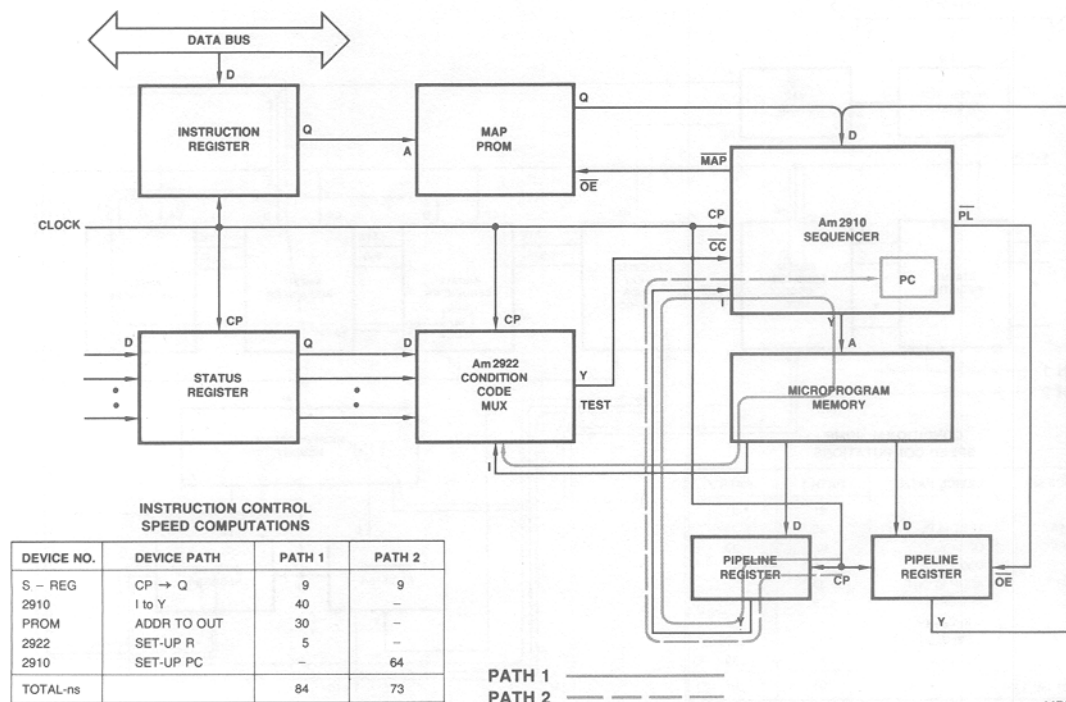 DATA BUS
D
INSTRUCTION
REGISTER
Q
A
MAP
PROM
Q
OE
MAP
D
CP
CC
I
Am2910
SEQUENCER
PC
Y
PL
CLOCK
CP
D
STATUS
REGISTER
Q
D
CP
Am2922
CONDITION
CODE
MUX
Y
TEST
I
A
MICROPROGRAM
MEMORY
D
D
PIPELINE
REGISTER
CP
PIPELINE
REGISTER
OE
Y
Y
INSTRUCTION CONTROL
SPEED COMPUTATIONS
DEVICE NO. DEVICE PATH PATH 1 PATH 2
S – REG CP → Q 9 9
2910 I to Y 40 –
PROM ADDR TO OUT 30 –
2922 SET-UP R 5 –
2910 SET-UP PC – 64
TOTAL-ns 84 73
PATH 1
PATH 2